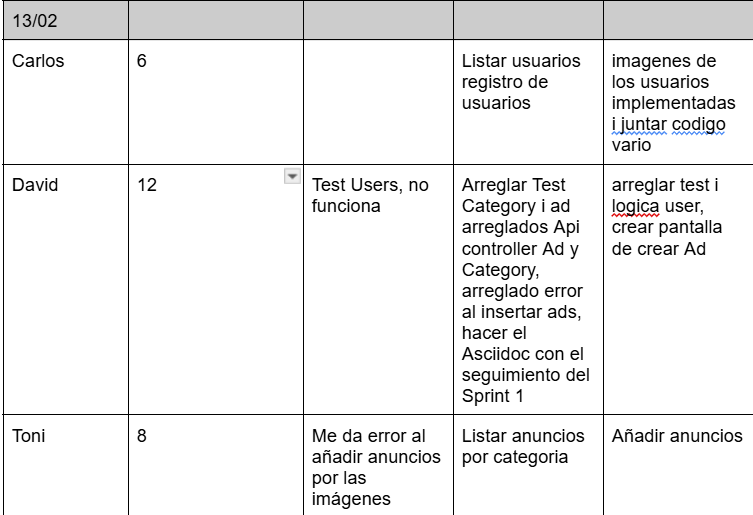 13/02
Carlos
6
Listar usuarios
registro de
usuarios
imagenes de
los usuarios
implementadas
i juntar codigo
vario
David
12
Test Users, no
funciona
Arreglar Test
Category i ad
arreglados Api
controller Ad y
Category,
arreglado error
al insertar ads,
hacer el
Asciidoc con el
seguimiento del
Sprint 1
arreglar test i
logica user,
crear pantalla
de crear Ad
Toni
8
Me da error al
añadir anuncios
por las
imágenes
Listar anuncios
por categoria
Añadir anuncios